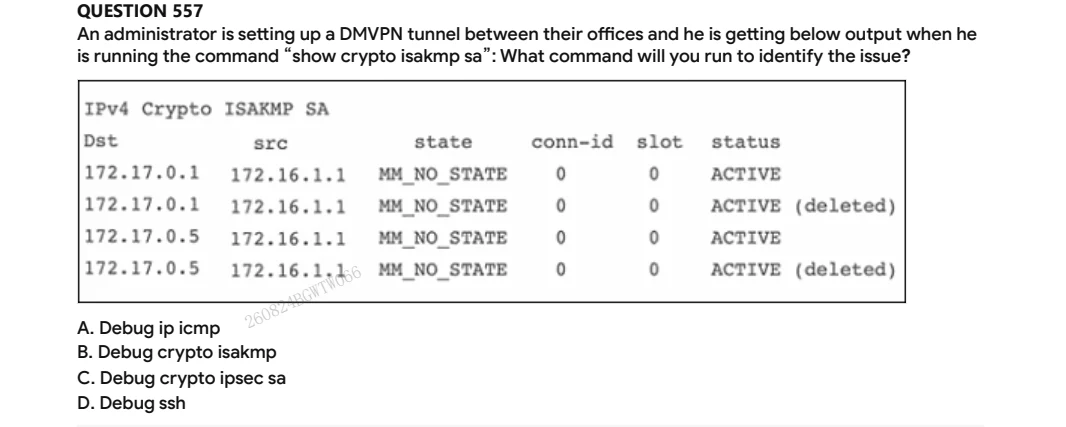 QUESTION 557
An administrator is setting up a DMVPN tunnel between their offices and he is getting below output when he
is running the command “show crypto isakmp sa”: What command will you run to identify the issue?
IPv4 Crypto ISAKMP SA
Dst src state conn-id slot status
172.17.0.1 172.16.1.1 MM_NO_STATE 0 0 ACTIVE
172.17.0.1 172.16.1.1 MM_NO_STATE 0 0 ACTIVE (deleted)
172.17.0.5 172.16.1.1 MM_NO_STATE 0 0 ACTIVE
172.17.0.5 172.16.1.1 MM_NO_STATE 0 0 ACTIVE (deleted)
260824BGWTW066
A. Debug ip icmp
B. Debug crypto isakmp
C. Debug crypto ipsec sa
D. Debug ssh